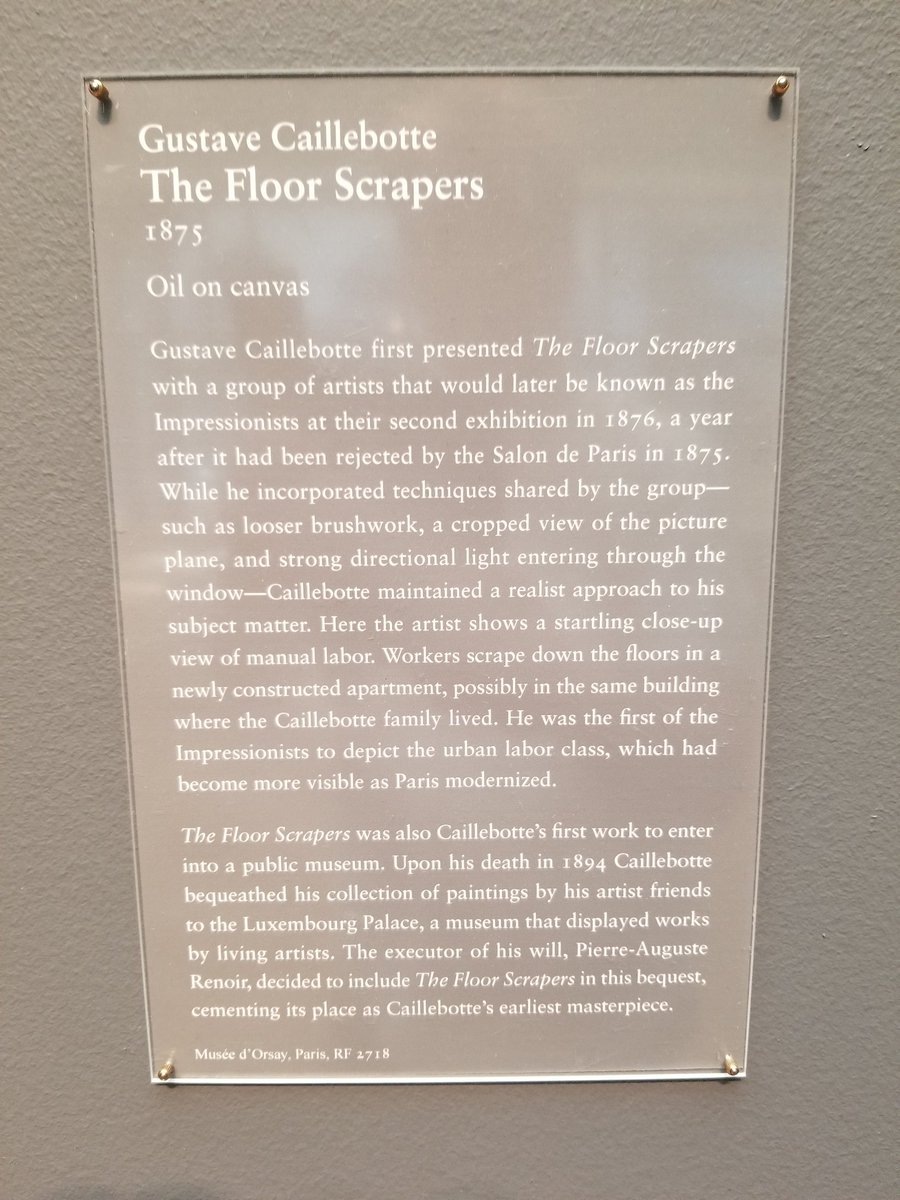 Gustave Caillebotte
The Floor Scrapers
1875
Oil on canvas
Gustave Caillebotte first presented The Floor Scrapers
with a group of artists that would later be known as the
Impressionists at their second exhibition in 1876, a year
after it had been rejected by the Salon de Paris in 1875.
While he incorporated techniques shared by the group—
such as looser brushwork, a cropped view of the picture
plane, and strong directional light entering through the
window—Caillebotte maintained a realist approach to his
subject matter. Here the artist shows a startling close-up
view of manual labor. Workers scrape down the floors in a
newly constructed apartment, possibly in the same building
where the Caillebotte family lived. He was the first of the
Impressionists to depict the urban labor class, which had
become more visible as Paris modernized.
The Floor Scrapers was also Caillebotte’s first work to enter
into a public museum. Upon his death in 1894 Caillebotte
bequeathed his collection of paintings by his artist friends
to the Luxembourg Palace, a museum that displayed works
by living artists. The executor of his will, Pierre-Auguste
Renoir, decided to include The Floor Scrapers in this bequest,
cementing its place as Caillebotte’s earliest masterpiece.
Musée d’Orsay, Paris, RF 2718